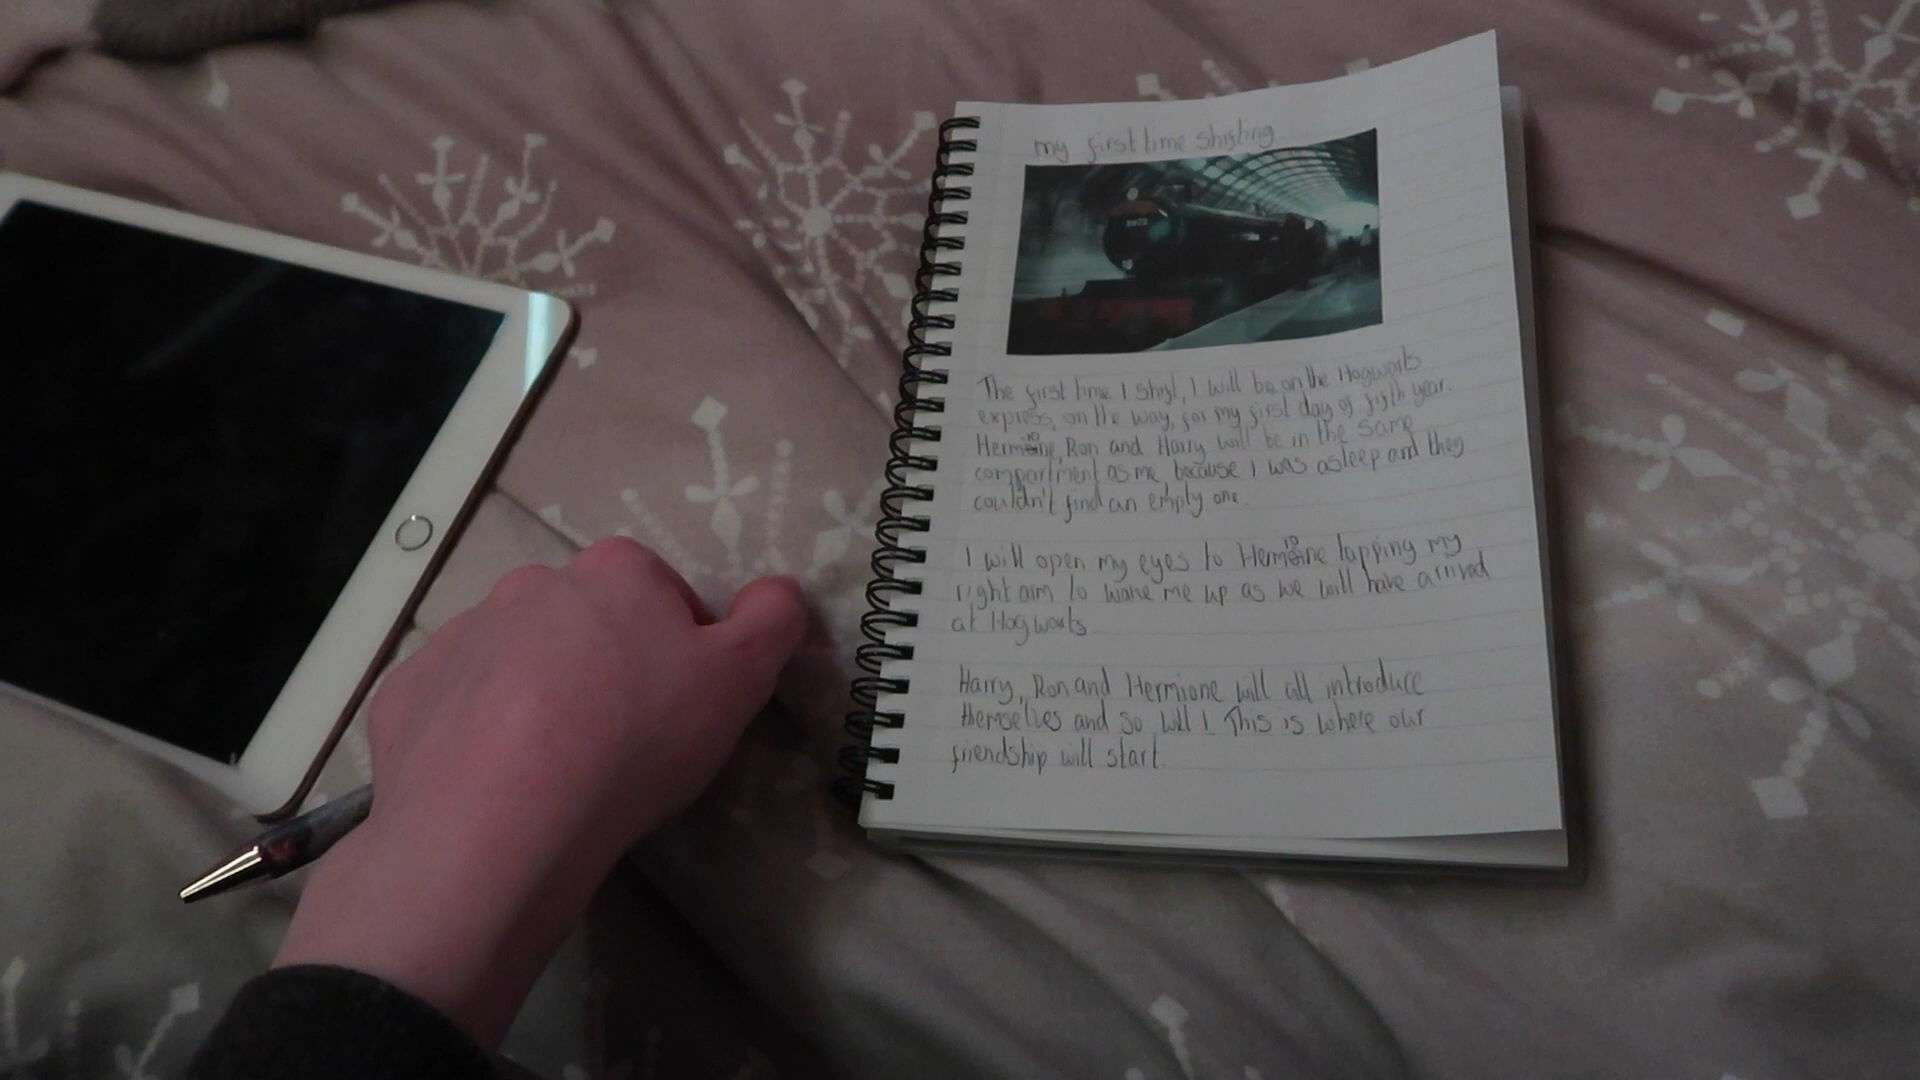 my first time shifting
The first time I shift, I will be on the Hogwarts
express, on the way, for my first day of fifth year.
Hermione, Ron and Harry will be in the same
compartment as me, because I was asleep and they
couldn't find an empty one.
I will open my eyes to Hermione tapping my
right arm to wake me up as we will have arrived
at Hogwarts
Harry, Ron and Hermione will all introduce
themselves and so will I. This is where our
friendship will start.